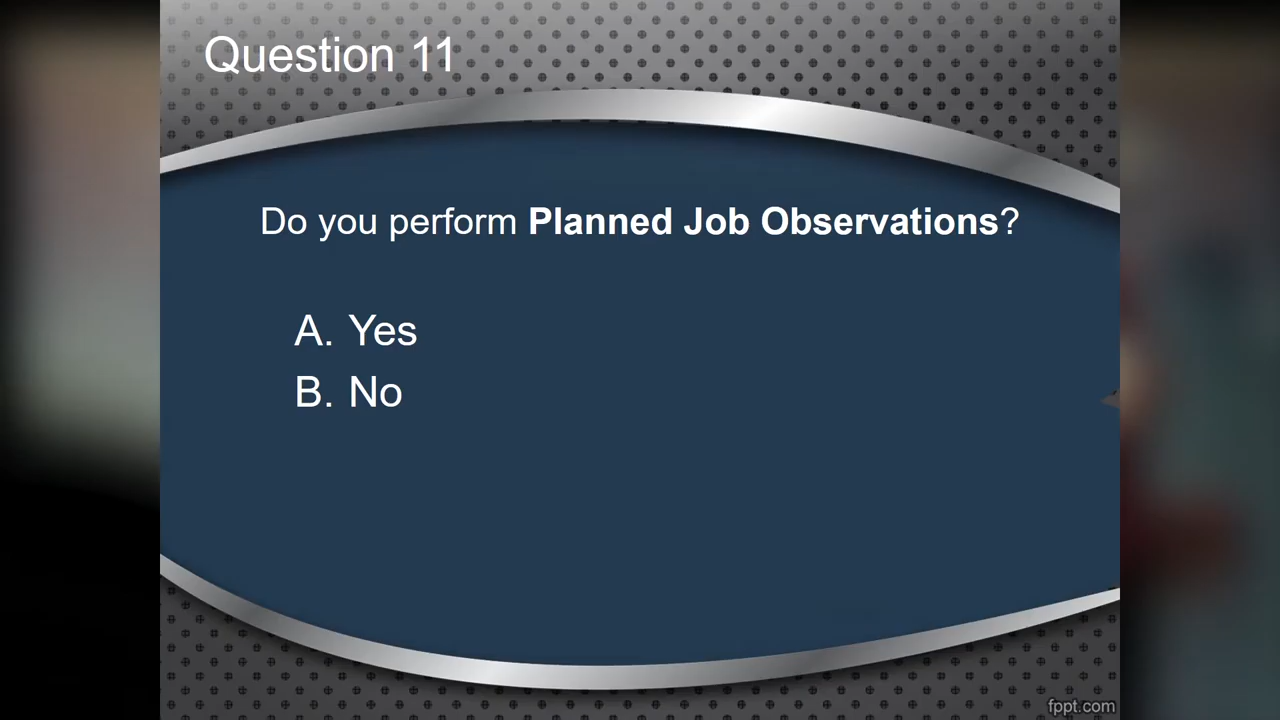 Question 11
Do you perform Planned Job Observations?
A. Yes
B. No
fppt.com